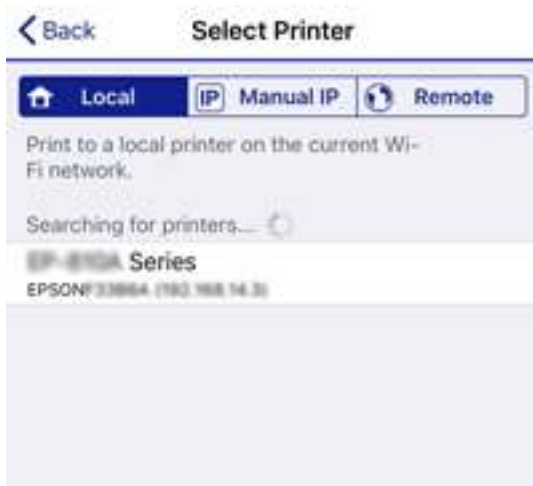 Back Select Printer
Local IP Manual IP Remote
Print to a local printer on the current Wi-
Fi network.
Searching for printers...
Series
EPSON